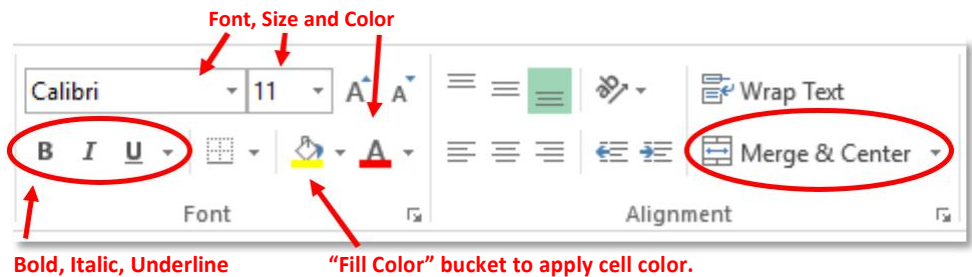 Font, Size and Color
Calibri 11 A A Wrap Text
B I U A Merge & Center
Font Alignment
Bold, Italic, Underline "Fill Color" bucket to apply cell color.